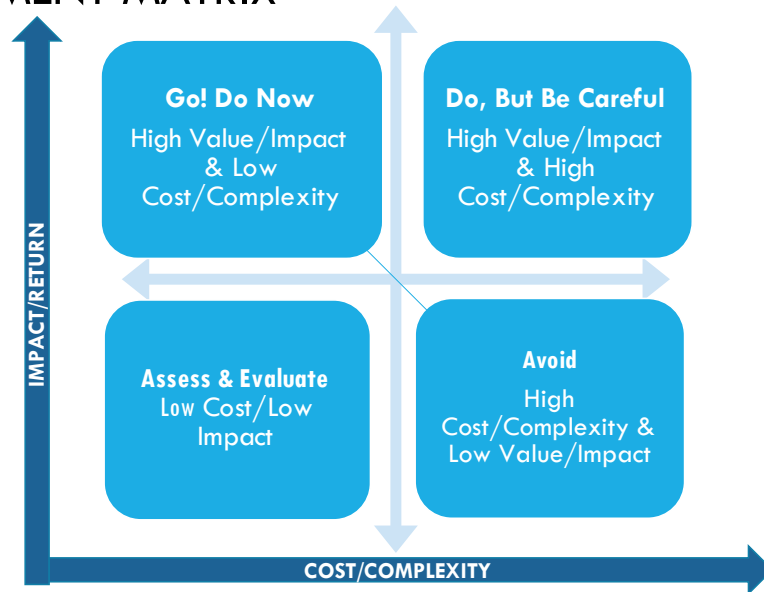 MATRIX
Go! Do Now
High Value/Impact
& Low
Cost/Complexity
Do, But Be Careful
High Value/Impact
& High
Cost/Complexity
IMPACT/RETURN
Assess & Evaluate
Low Cost/Low
Impact
Avoid
High
Cost/Complexity &
Low Value/Impact
COST/COMPLEXITY